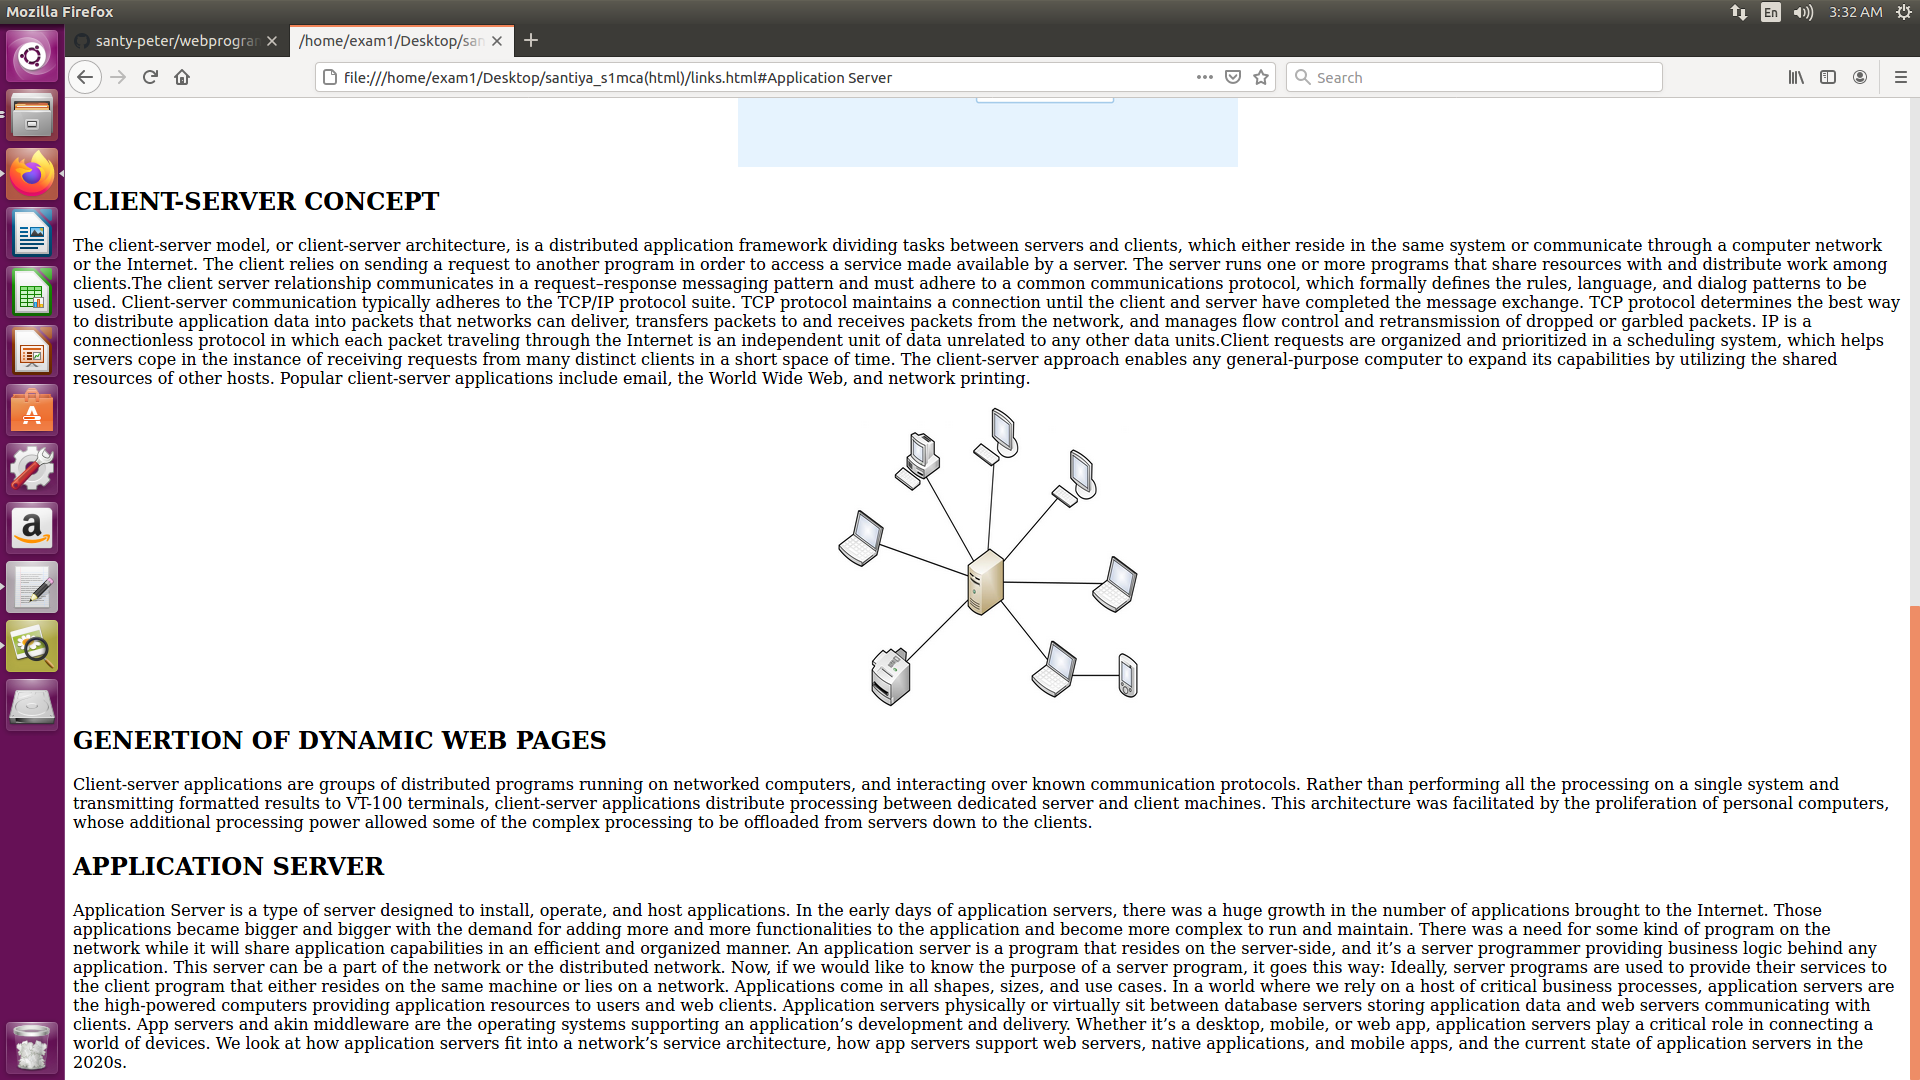 Mozilla Firefox
En
3:32 AM
santy-peter/webprogra
/home/exam1/Desktop/sa
file:///home/exam1/Desktop/santiya_s1mca(html)/links.html#Application Server
Search
CLIENT-SERVER CONCEPT
The client-server model, or client-server architecture, is a distributed application framework dividing tasks between servers and clients, which either reside in the same system or communicate through a computer network
or the Internet. The client relies on sending a request to another program in order to access a service made available by a server. The server runs one or more programs that share resources with and distribute work among
clients.The client server relationship communicates in a request–response messaging pattern and must adhere to a common communications protocol, which formally defines the rules, language, and dialog patterns to be
used. Client-server communication typically adheres to the TCP/IP protocol suite. TCP protocol maintains a connection until the client and server have completed the message exchange. TCP protocol determines the best way
to distribute application data into packets that networks can deliver, transfers packets to and receives packets from the network, and manages flow control and retransmission of dropped or garbled packets. IP is a
connectionless protocol in which each packet traveling through the Internet is an independent unit of data unrelated to any other data units.Client requests are organized and prioritized in a scheduling system, which helps
servers cope in the instance of receiving requests from many distinct clients in a short space of time. The client-server approach enables any general-purpose computer to expand its capabilities by utilizing the shared
resources of other hosts. Popular client-server applications include email, the World Wide Web, and network printing.
GENERTION OF DYNAMIC WEB PAGES
Client-server applications are groups of distributed programs running on networked computers, and interacting over known communication protocols. Rather than performing all the processing on a single system and
transmitting formatted results to VT-100 terminals, client-server applications distribute processing between dedicated server and client machines. This architecture was facilitated by the proliferation of personal computers,
whose additional processing power allowed some of the complex processing to be offloaded from servers down to the clients.
APPLICATION SERVER
Application Server is a type of server designed to install, operate, and host applications. In the early days of application servers, there was a huge growth in the number of applications brought to the Internet. Those
applications became bigger and bigger with the demand for adding more and more functionalities to the application and become more complex to run and maintain. There was a need for some kind of program on the
network while it will share application capabilities in an efficient and organized manner. An application server is a program that resides on the server-side, and it’s a server programmer providing business logic behind any
application. This server can be a part of the network or the distributed network. Now, if we would like to know the purpose of a server program, it goes this way: Ideally, server programs are used to provide their services to
the client program that either resides on the same machine or lies on a network. Applications come in all shapes, sizes, and use cases. In a world where we rely on a host of critical business processes, application servers are
the high-powered computers providing application resources to users and web clients. Application servers physically or virtually sit between database servers storing application data and web servers communicating with
clients. App servers and akin middleware are the operating systems supporting an application’s development and delivery. Whether it’s a desktop, mobile, or web app, application servers play a critical role in connecting a
world of devices. We look at how application servers fit into a network’s service architecture, how app servers support web servers, native applications, and mobile apps, and the current state of application servers in the
2020s.